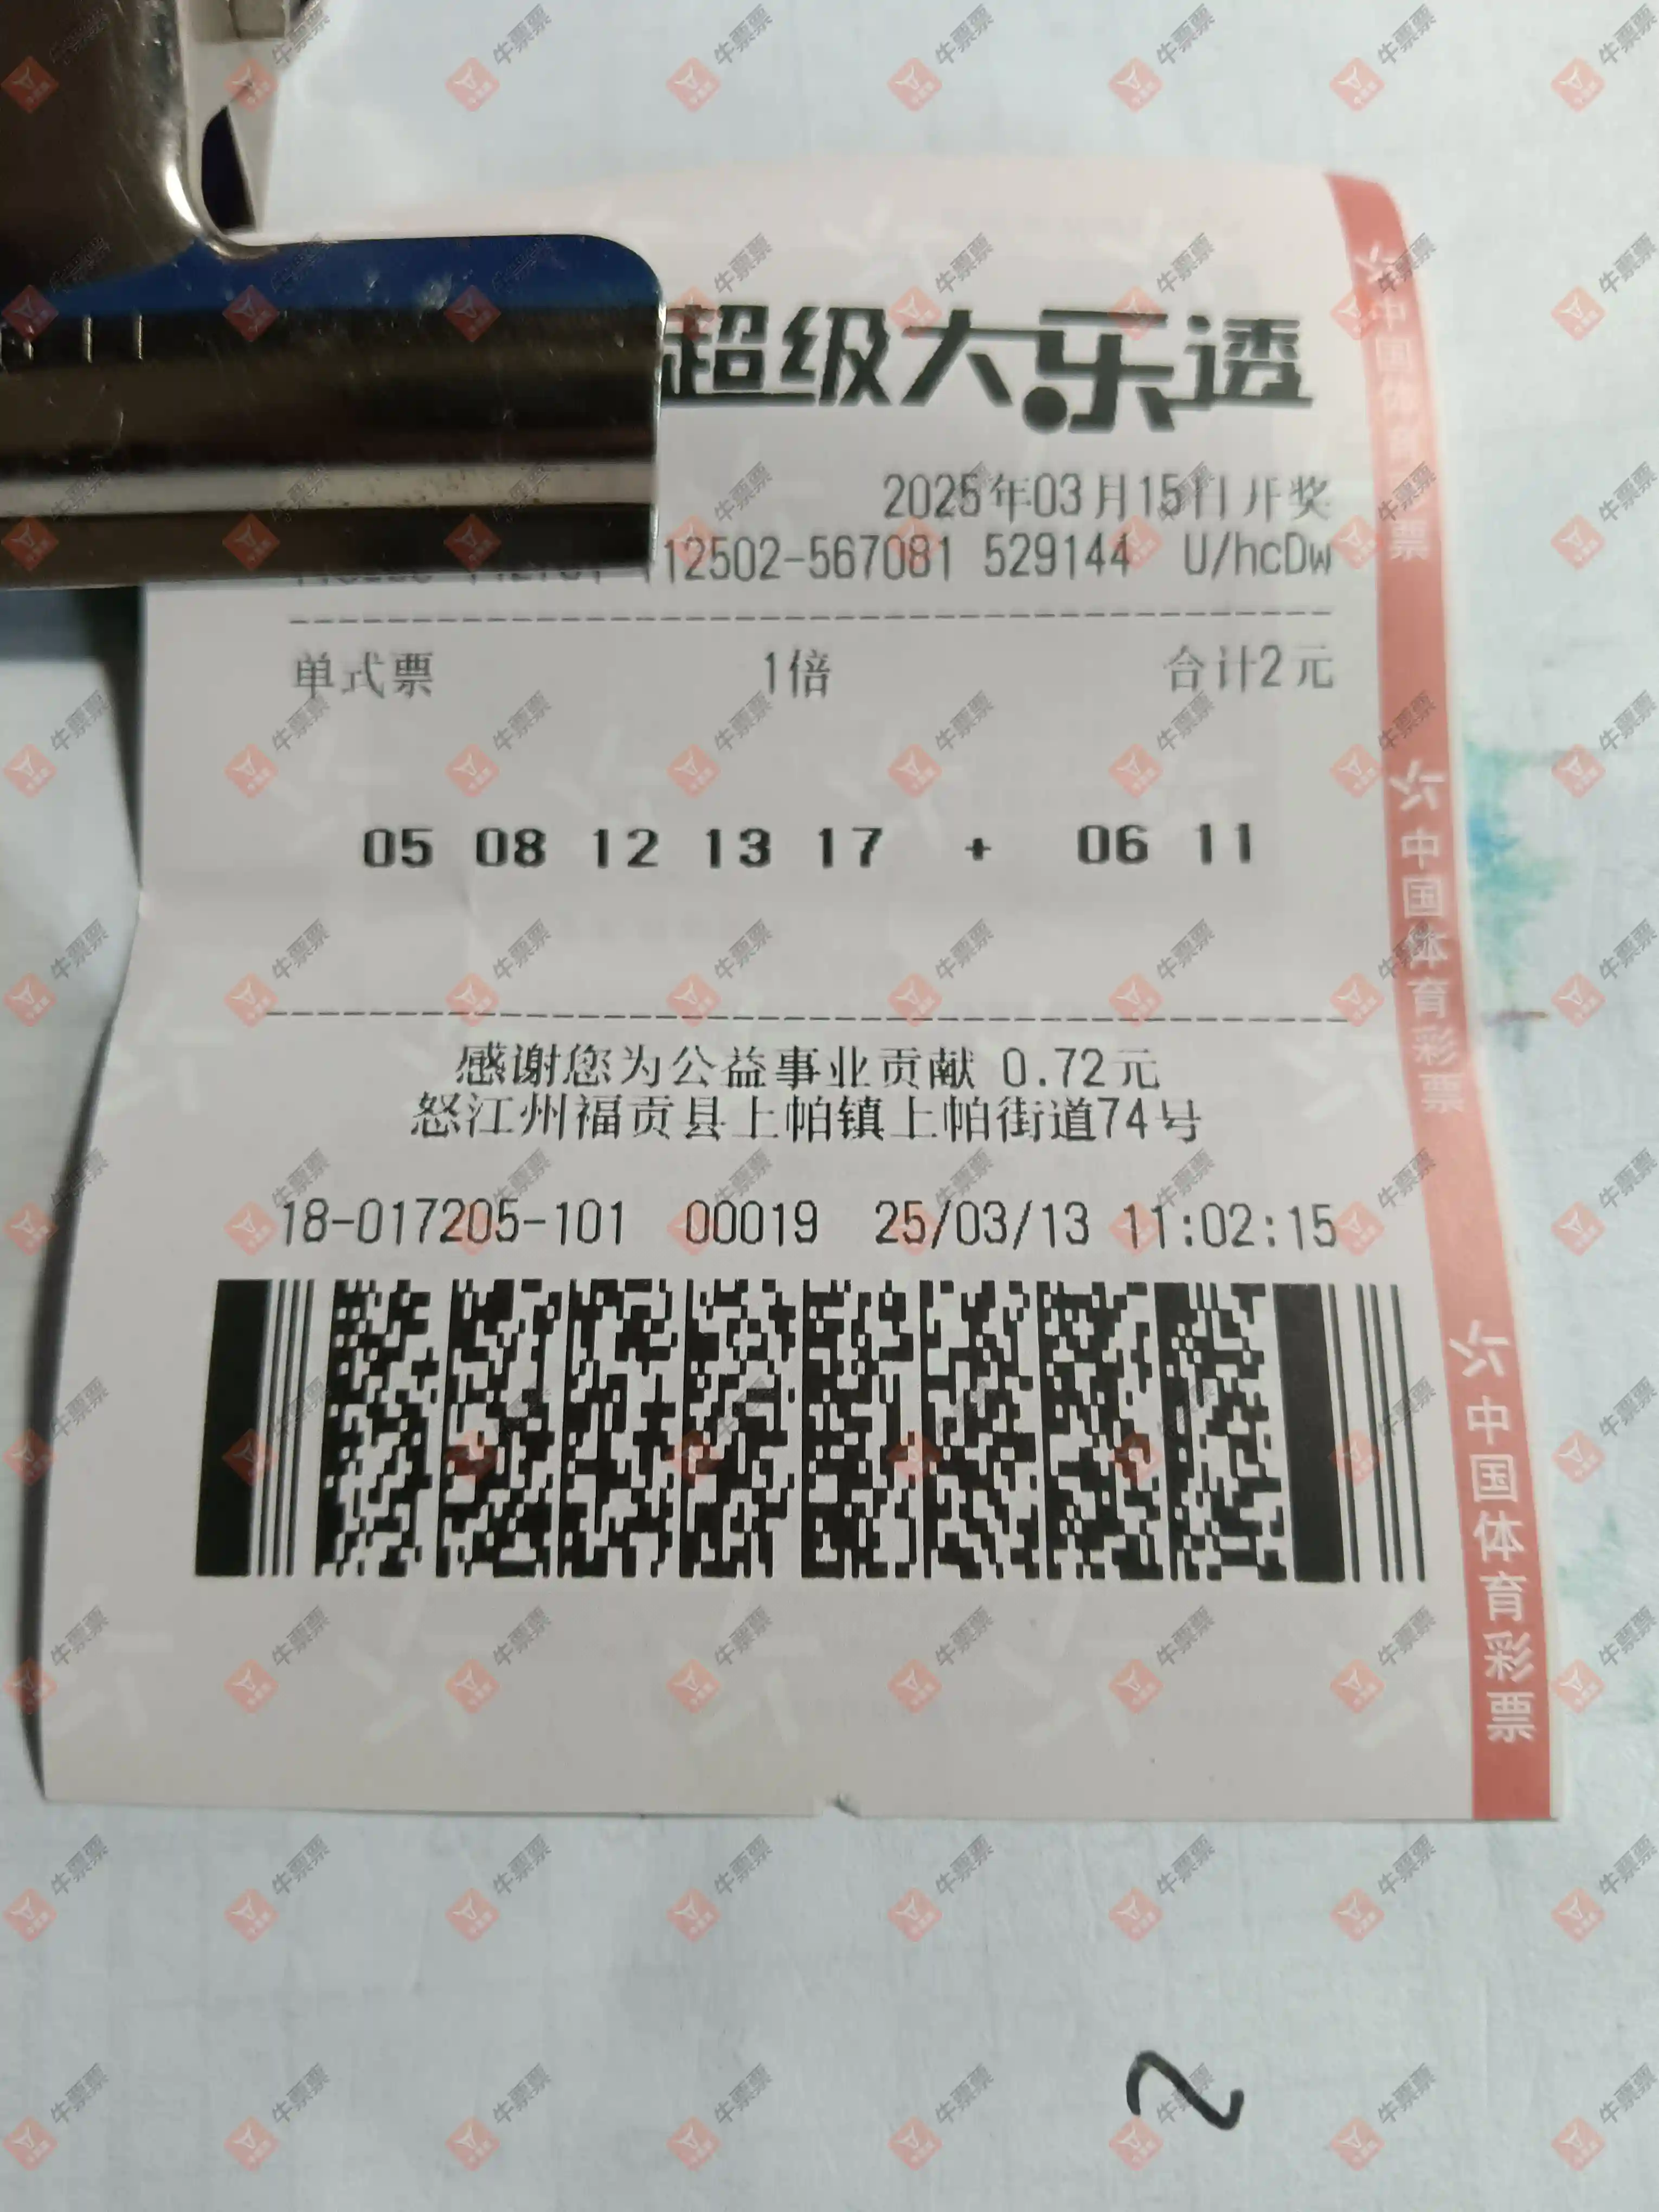 超级大乐透
2025年03月15日开奖
12502-567081 529144 U/hcDw
单式票 1倍 合计2元
05 08 12 13 17 + 06 11
感谢您为公益事业贡献 0.72元
怒江州福贡县上帕镇上帕街道74号
18-017205-101 00019 25/03/13 11:02:15
中国体育彩票
中国体育彩票
中国体育彩票
牛票票
2